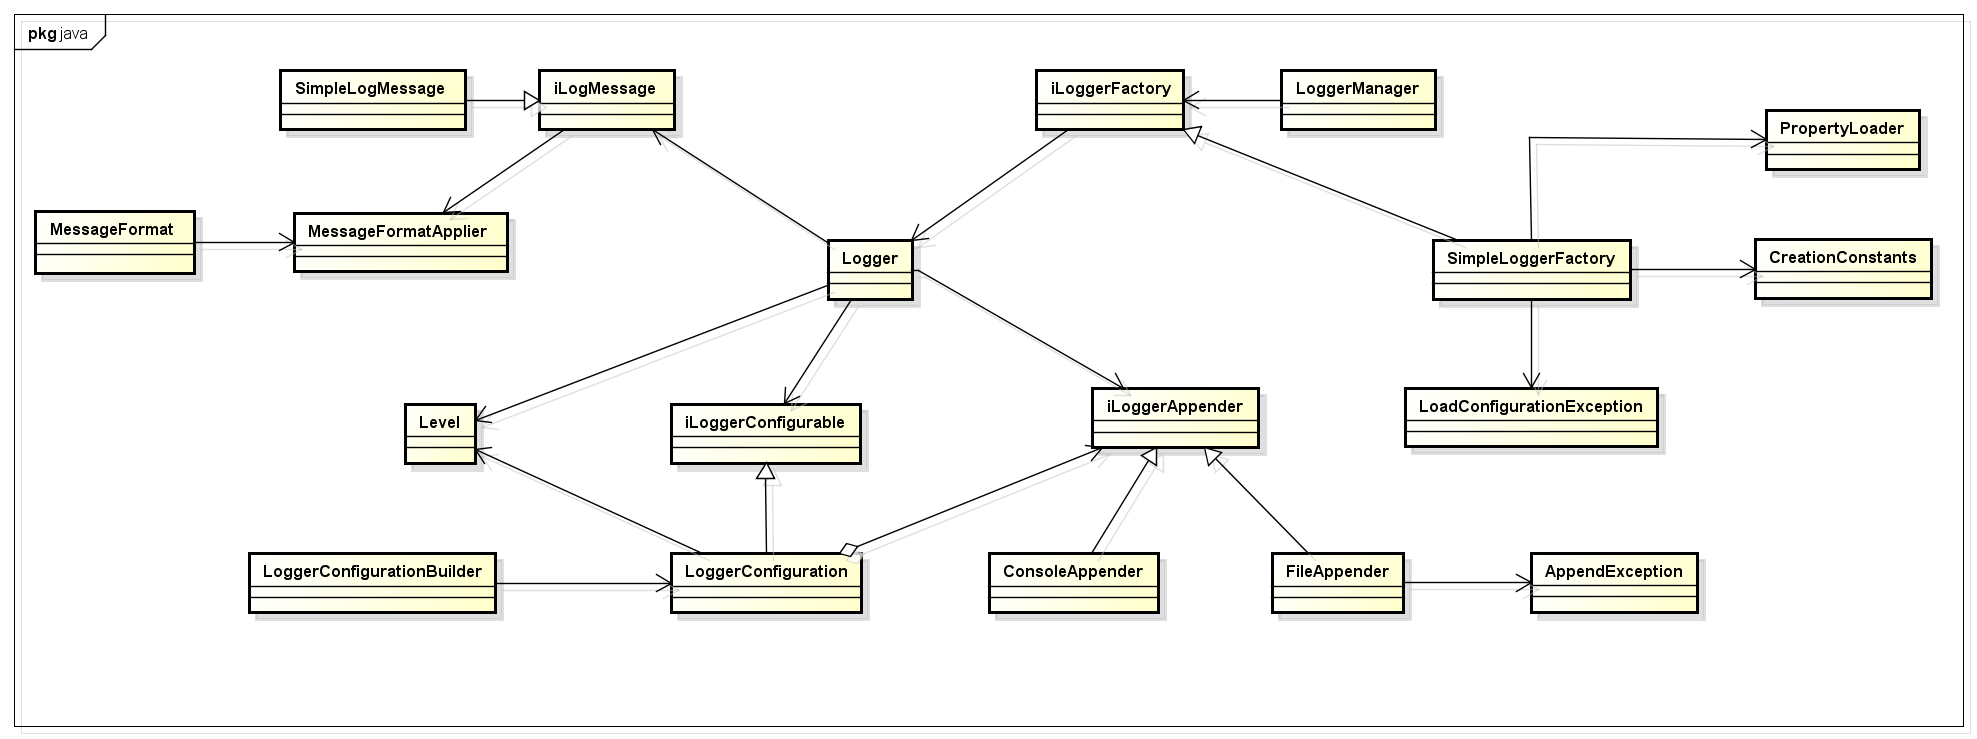 pkg java
SimpleLogMessage
iLogMessage
iLoggerFactory
LoggerManager
PropertyLoader
MessageFormat
MessageFormatApplier
Logger
SimpleLoggerFactory
CreationConstants
Level
iLoggerConfigurable
iLoggerAppender
LoadConfigurationException
LoggerConfigurationBuilder
LoggerConfiguration
ConsoleAppender
FileAppender
AppendException